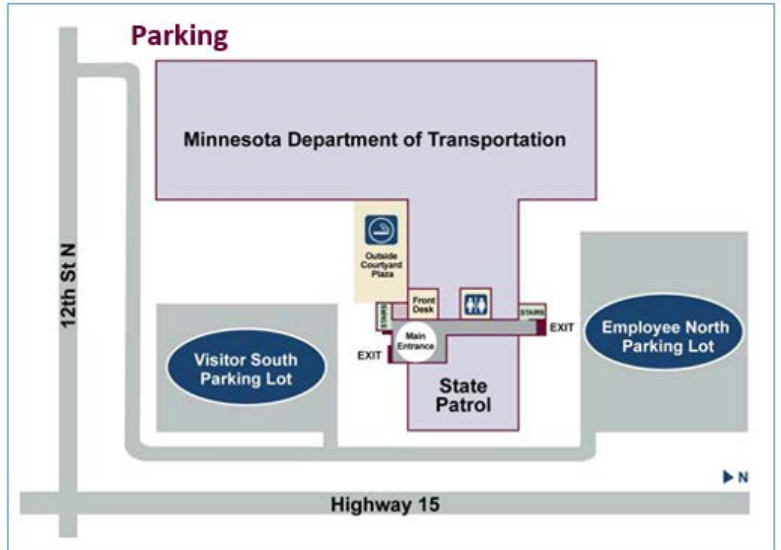 Parking
Minnesota Department of Transportation
12th St N
Outside
Courtyard
Plaza
Front
Desk
STAIRS
STAIRS
Main
Entrance
EXIT
EXIT
Visitor South
Parking Lot
Employee North
Parking Lot
State
Patrol
N
Highway 15